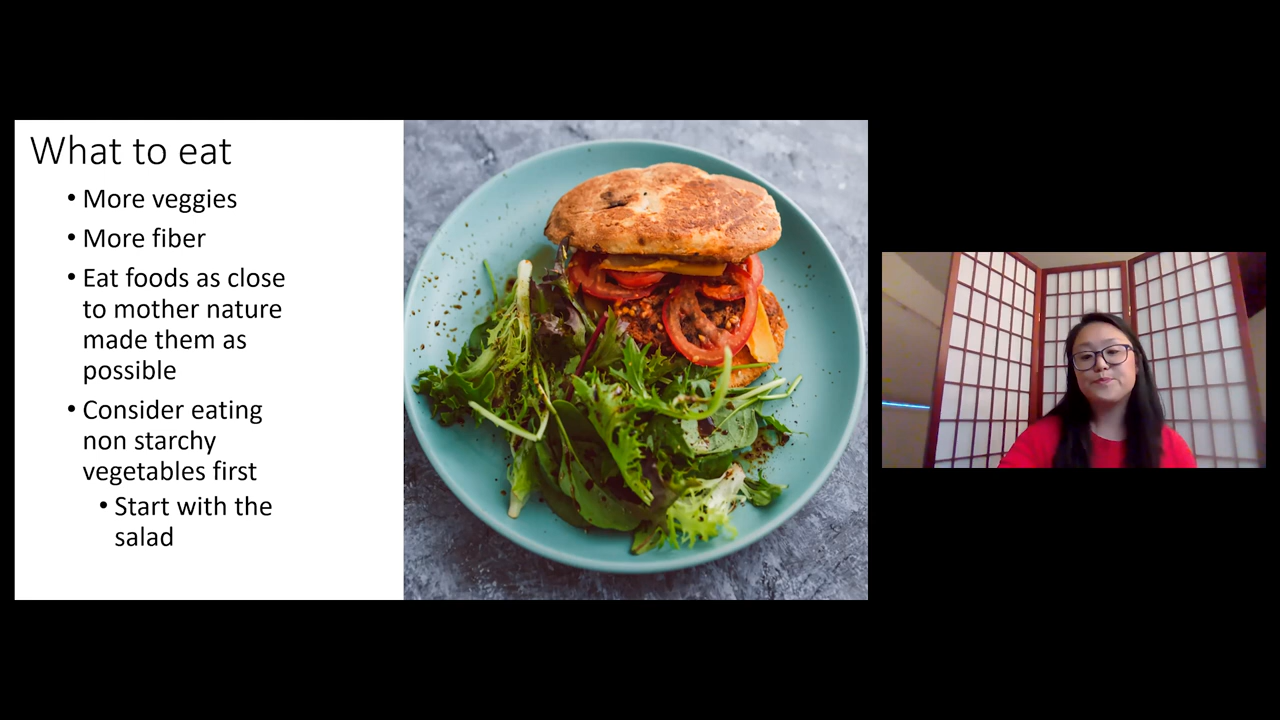 What to eat
• More veggies
• More fiber
• Eat foods as close
to mother nature
made them as
possible
• Consider eating
non starchy
vegetables first
• Start with the
salad